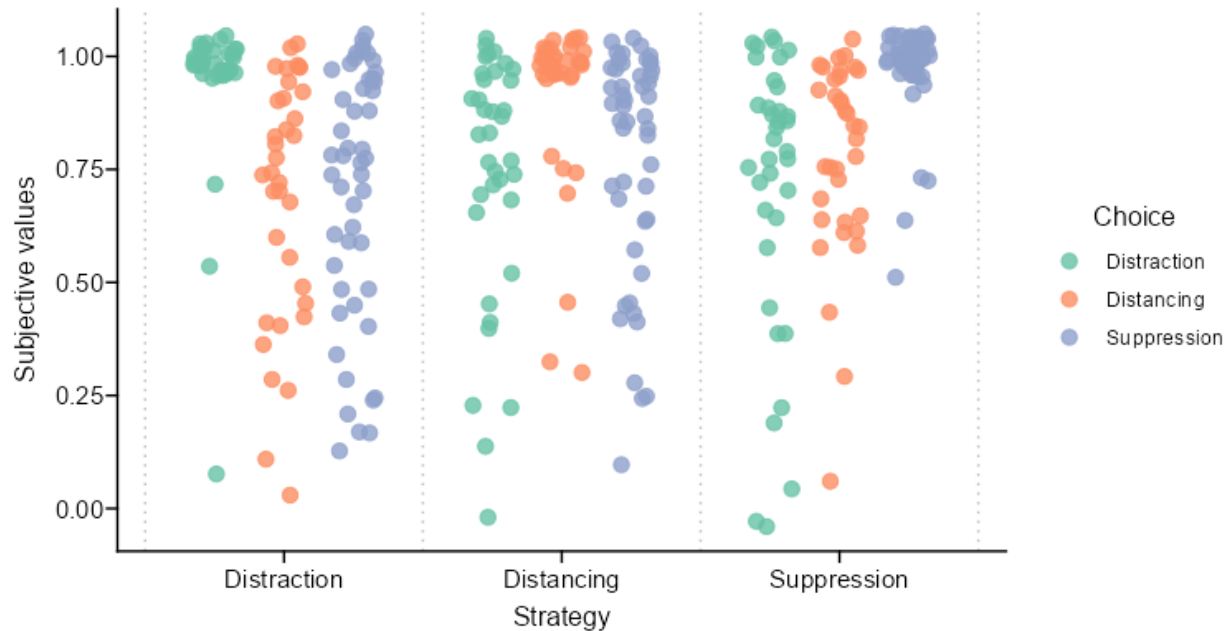 Subjective values
1.00
0.75
0.50
0.25
0.00
Distraction
Distancing
Suppression
Strategy
Choice
Distraction
Distancing
Suppression